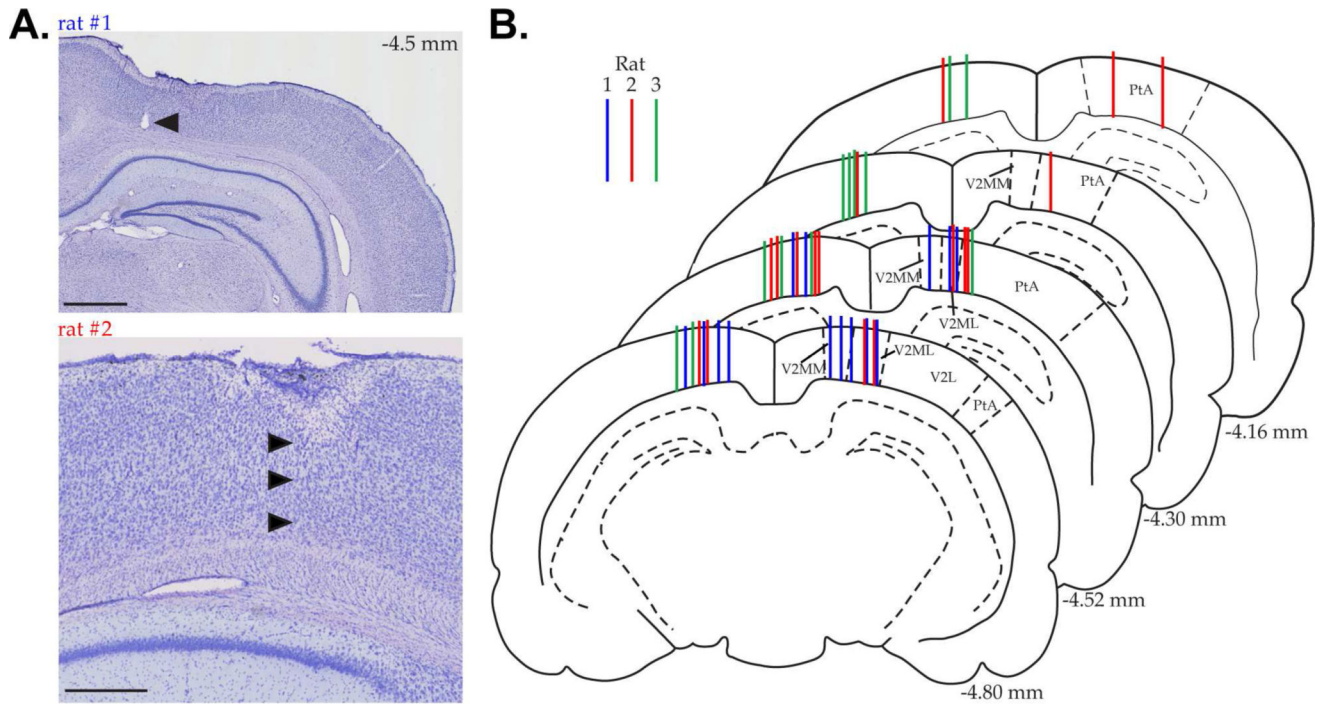 A.
rat #1
-4.5 mm
rat #2
B.
Rat
1 2 3
PtA
V2MM
PtA
V2MM
PtA
V2ML
V2MM
V2ML
V2L
PtA
-4.16 mm
-4.30 mm
-4.52 mm
-4.80 mm